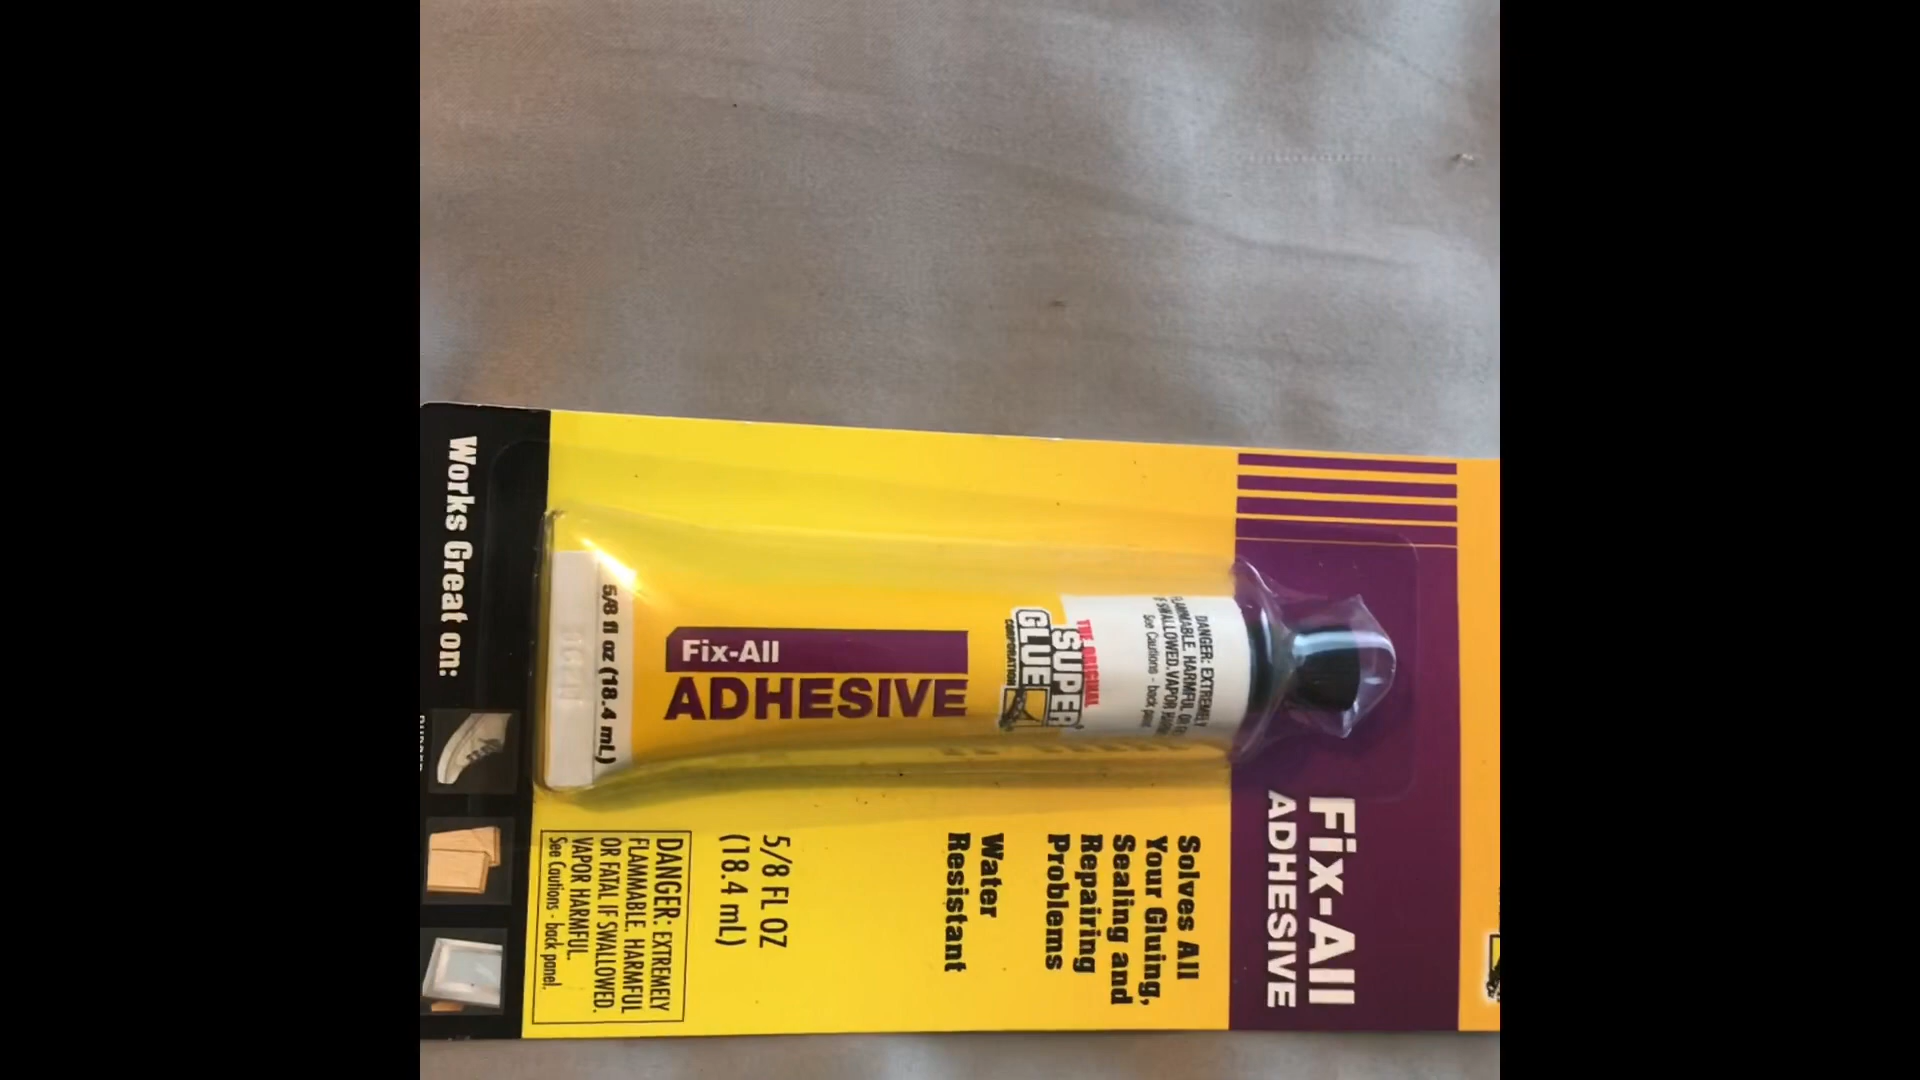 Fix-All
ADHESIVE
Solves All
Your Gluing,
Sealing and
Repairing
Problems
Water
Resistant
5/8 FL OZ
(18.4 mL)
DANGER: EXTREMELY
FLAMMABLE. HARMFUL
OR FATAL IF SWALLOWED.
VAPOR HARMFUL.
See Cautions - back panel.
Works Great on:
DANGER: EXTREMELY
FLAMMABLE. HARMFUL OR
IF SWALLOWED. VAPOR
See Cautions - back
THE ORIGINAL
SUPER
GLUE
CORPORATION
Fix-All
ADHESIVE
5/8 fl oz (18.4 mL)